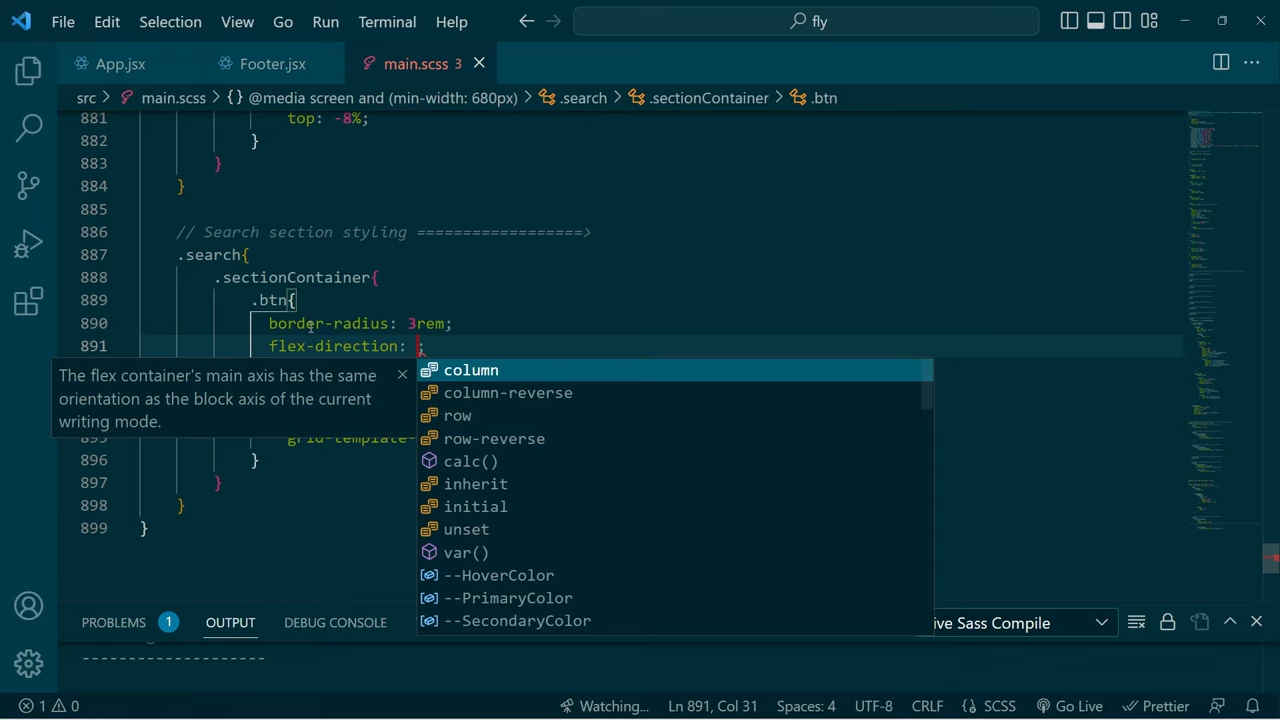 File Edit Selection View Go Run Terminal Help fly
App.jsx Footer.jsx main.scss 3
src > main.scss > {} @media screen and (min-width: 680px) > .search > .sectionContainer > .btn
881 top: -8%;
882 }
883 }
884 }
885
886 // Search section styling ==================>
887 .search{
888 .sectionContainer{
889 .btn{
890 border-radius: 3rem;
891 flex-direction: ;
The flex container's main axis has the same
orientation as the block axis of the current
writing mode.
column
column-reverse
row
row-reverse
calc()
inherit
initial
unset
var()
--HoverColor
--PrimaryColor
--SecondaryColor
895 grid-template-
896 }
897 }
898 }
899 }
PROBLEMS 1 OUTPUT DEBUG CONSOLE ive Sass Compile
--------------------
1 0 Watching... Ln 891, Col 31 Spaces: 4 UTF-8 CRLF SCSS Go Live Prettier